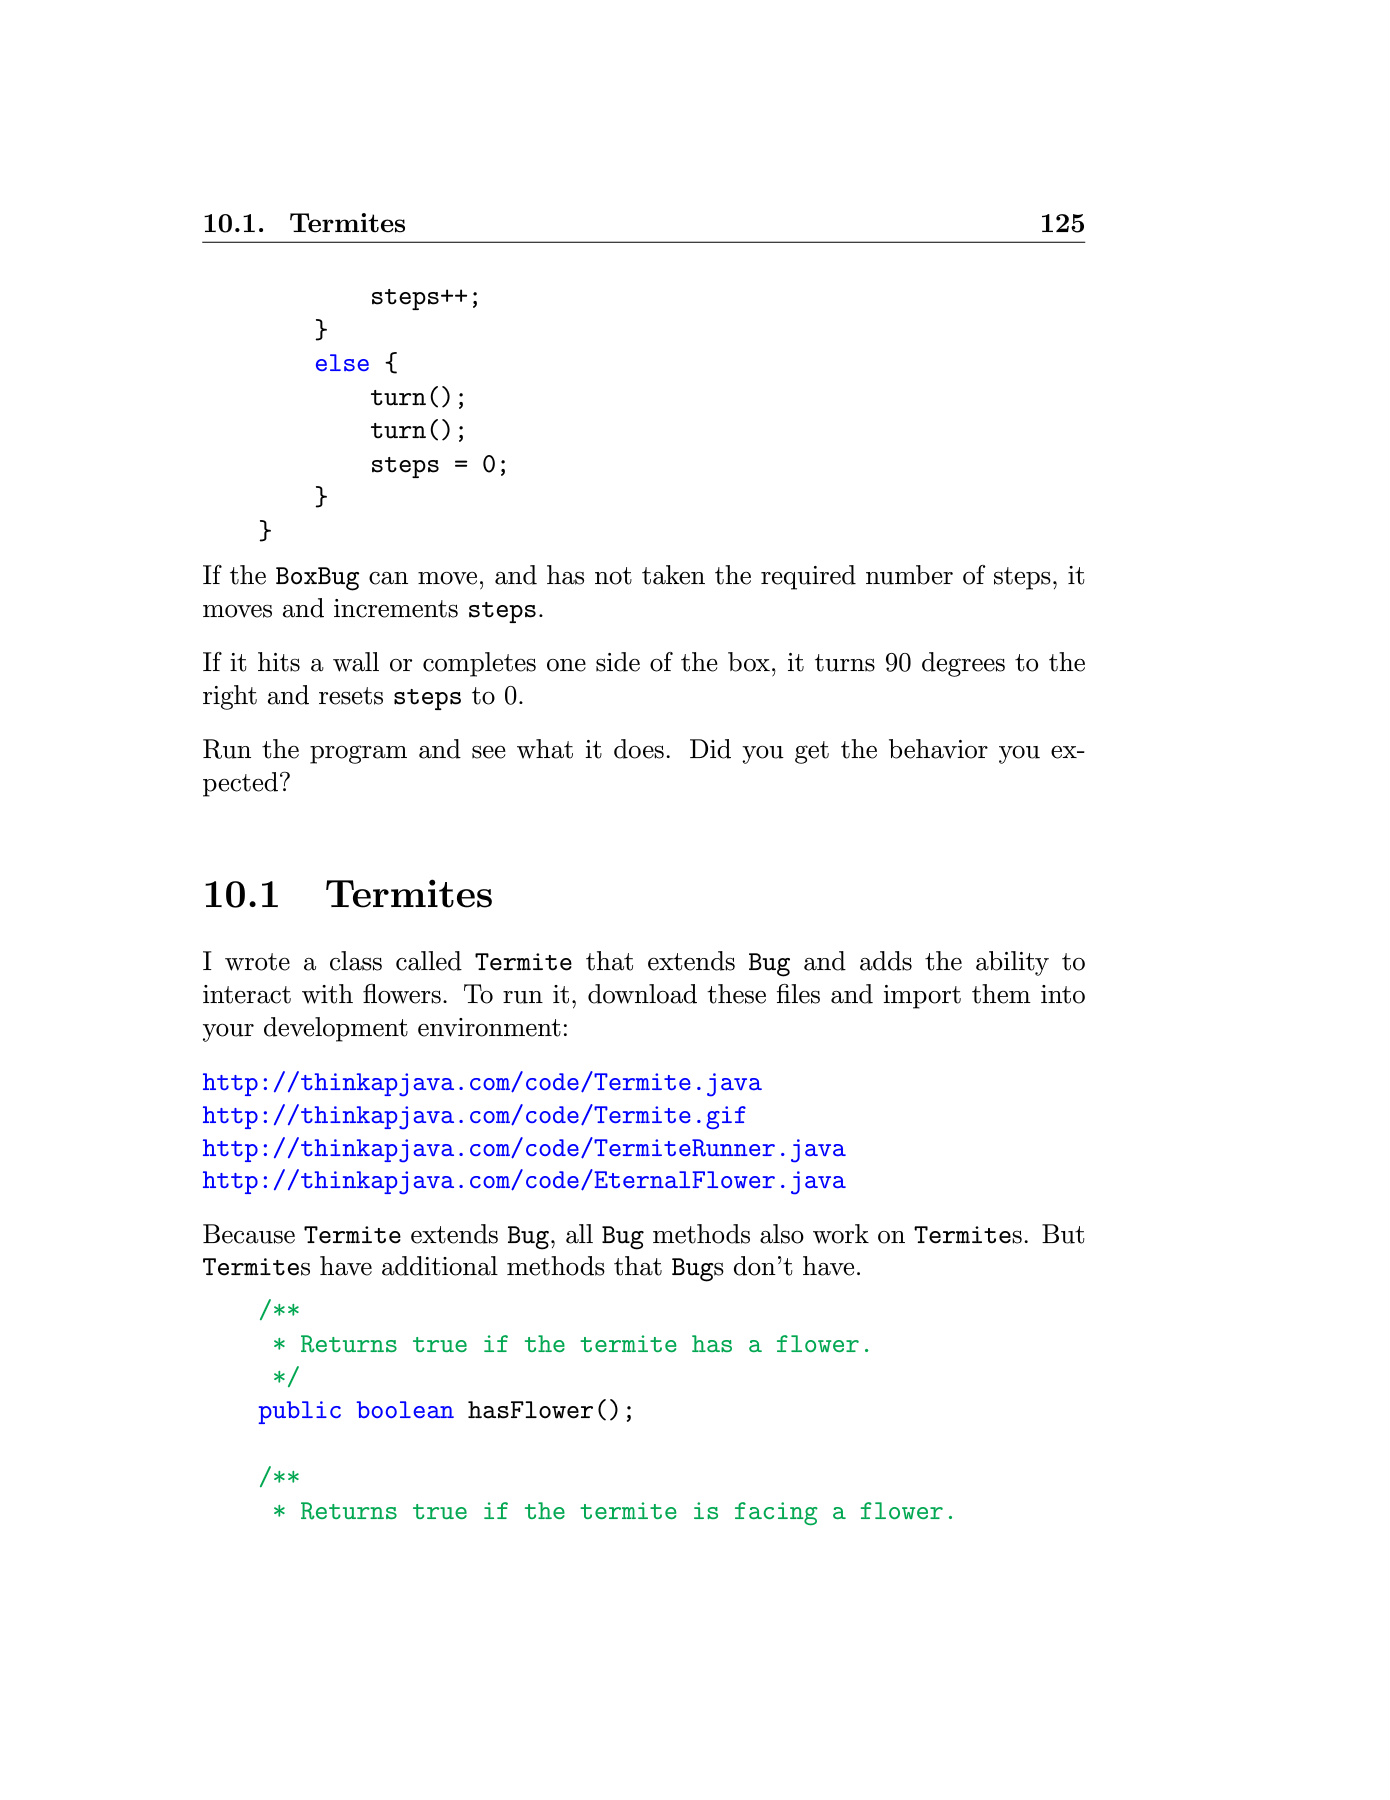 10.1. Termites 125
steps++;
}
else {
turn();
turn();
steps = 0;
}
}
If the BoxBug can move, and has not taken the required number of steps, it
moves and increments steps.
If it hits a wall or completes one side of the box, it turns 90 degrees to the
right and resets steps to 0.
Run the program and see what it does. Did you get the behavior you ex-
pected?
10.1 Termites
I wrote a class called Termite that extends Bug and adds the ability to
interact with flowers. To run it, download these files and import them into
your development environment:
http://thinkapjava.com/code/Termite.java
http://thinkapjava.com/code/Termite.gif
http://thinkapjava.com/code/TermiteRunner.java
http://thinkapjava.com/code/EternalFlower.java
Because Termite extends Bug, all Bug methods also work on Termites. But
Termites have additional methods that Bugs don't have.
/**
* Returns true if the termite has a flower.
*/
public boolean hasFlower();
/**
* Returns true if the termite is facing a flower.